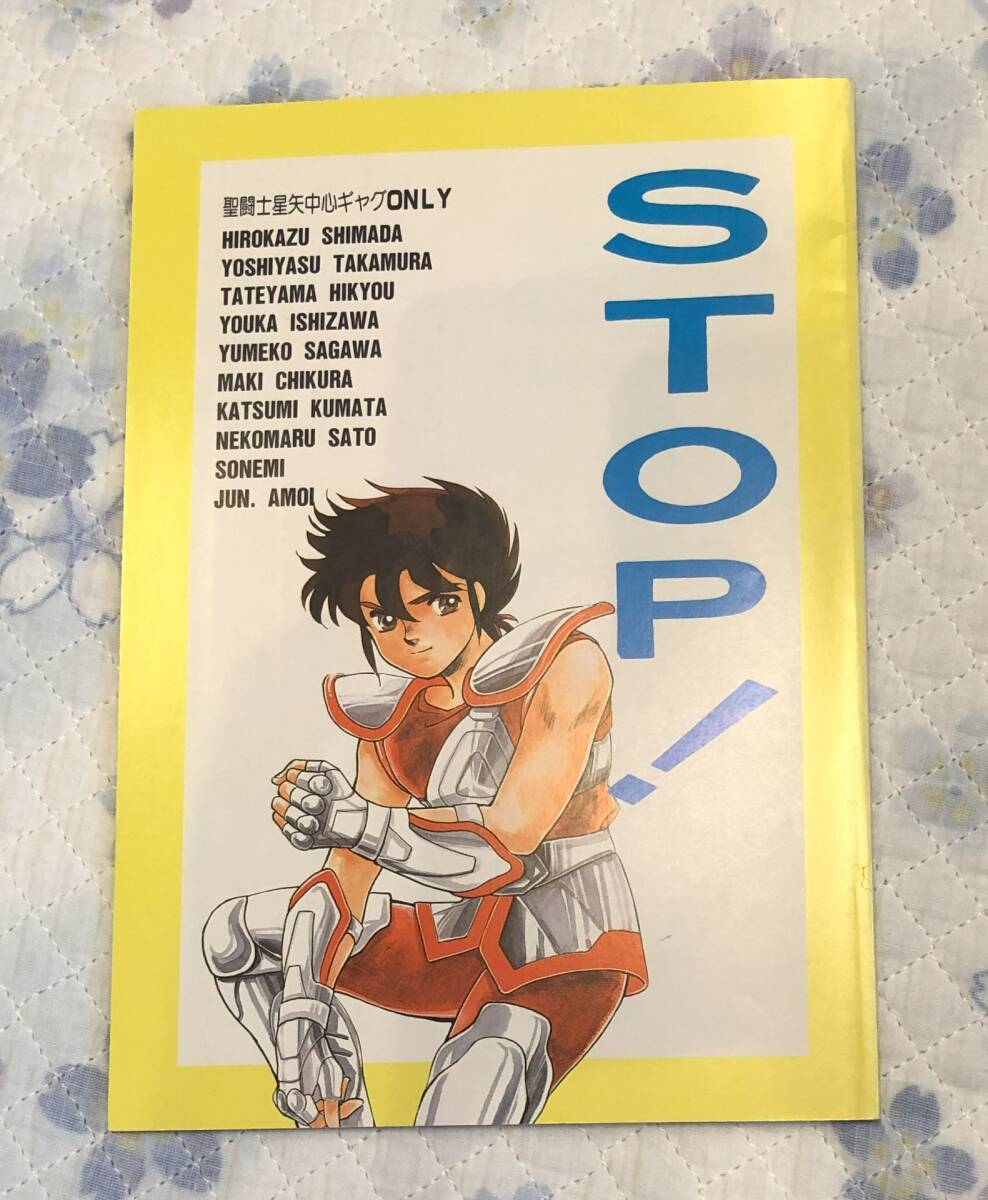 聖闘士星矢中心ギャグONLY
HIROKAZU SHIMADA
YOSHIYASU TAKAMURA
TATEYAMA HIKYOU
YOUKA ISHIZAWA
YUMEKO SAGAWA
MAKI CHIKURA
KATSUMI KUMATA
NEKOMARU SATO
SONEMI
JUN. AMOI
STOP!